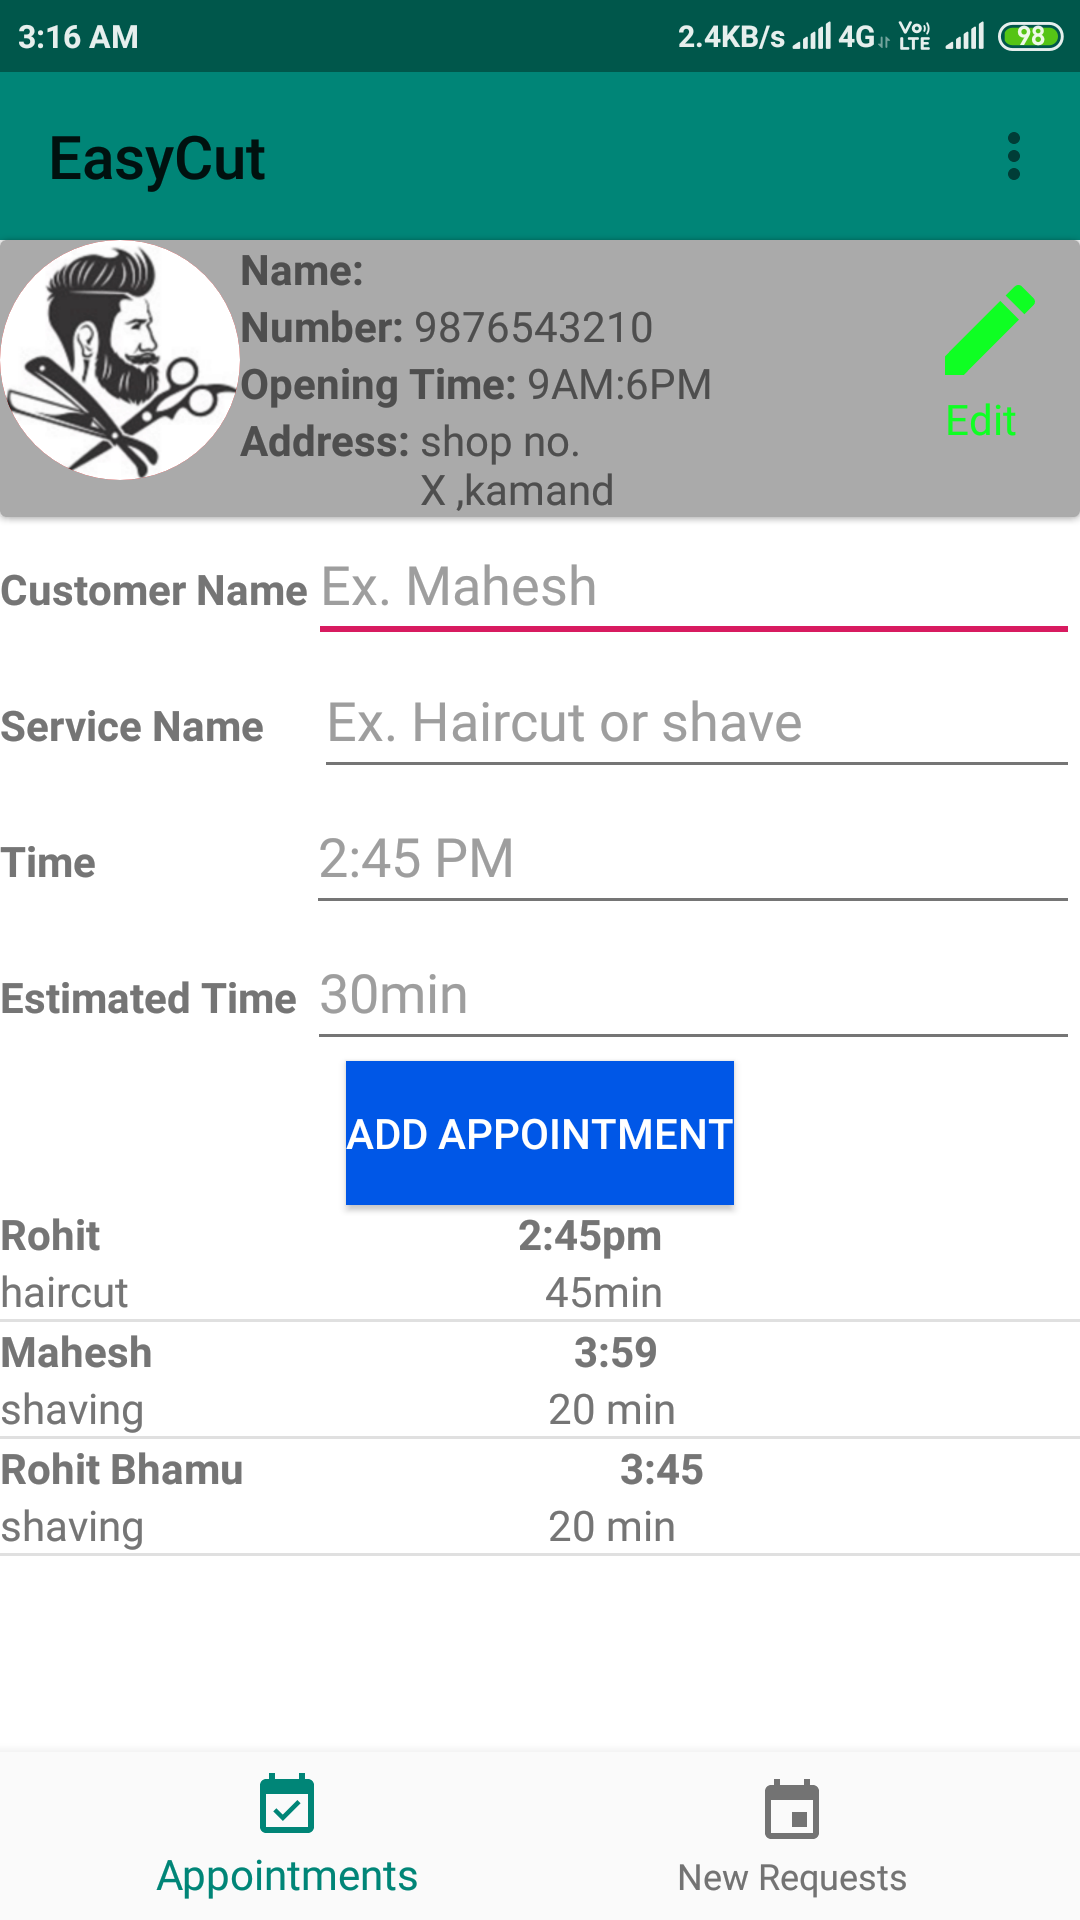 3:16 AM 2.4KB/s 4G Vo) LTE 98
EasyCut
Name:
Number: 9876543210
Opening Time: 9AM:6PM
Address: shop no.
X ,kamand
Edit
Customer Name Ex. Mahesh
Service Name Ex. Haircut or shave
Time 2:45 PM
Estimated Time 30min
ADD APPOINTMENT
Rohit 2:45pm
haircut 45min
Mahesh 3:59
shaving 20 min
Rohit Bhamu 3:45
shaving 20 min
Appointments New Requests